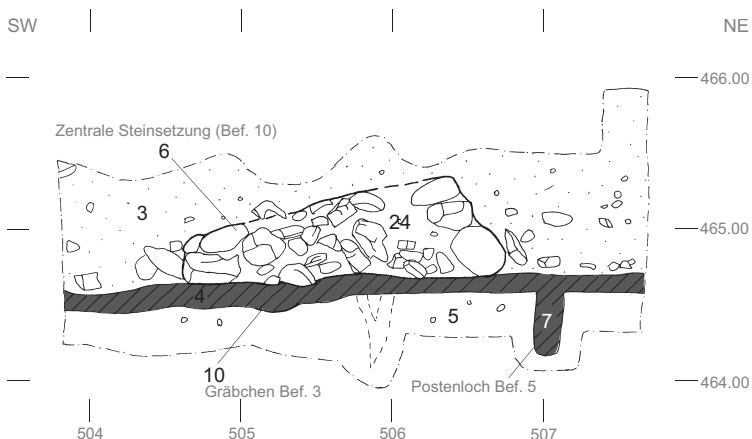 SW
NE
466.00
Zentrale Steinsetzung (Bef. 10)
6
3
24
465.00
4
5
7
10
Gräbchen Bef. 3
Postenloch Bef. 5
464.00
504
505
506
507